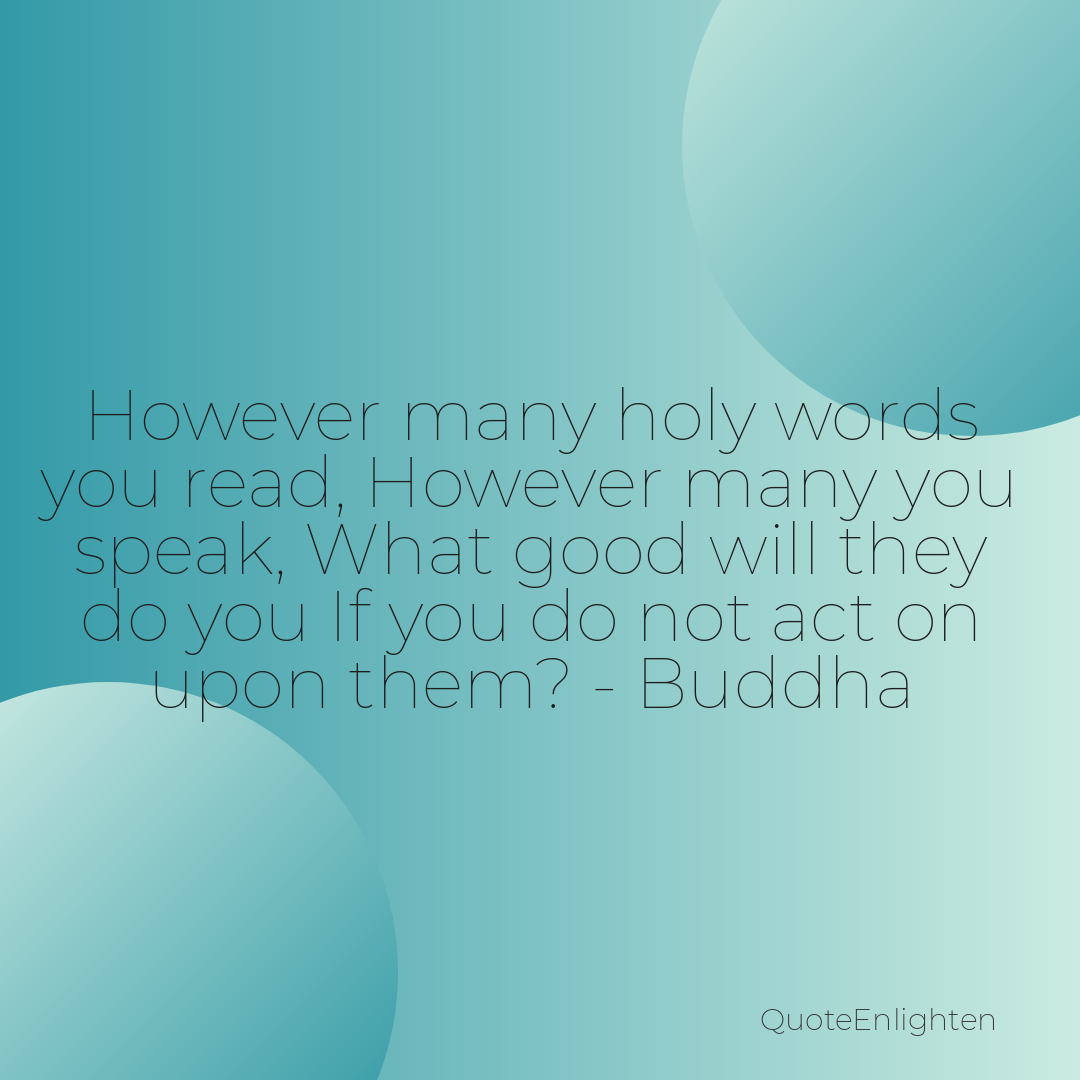 However many holy words
you read, However many you
speak, What good will they
do you If you do not act on
upon them? - Buddha
QuoteEnlighten